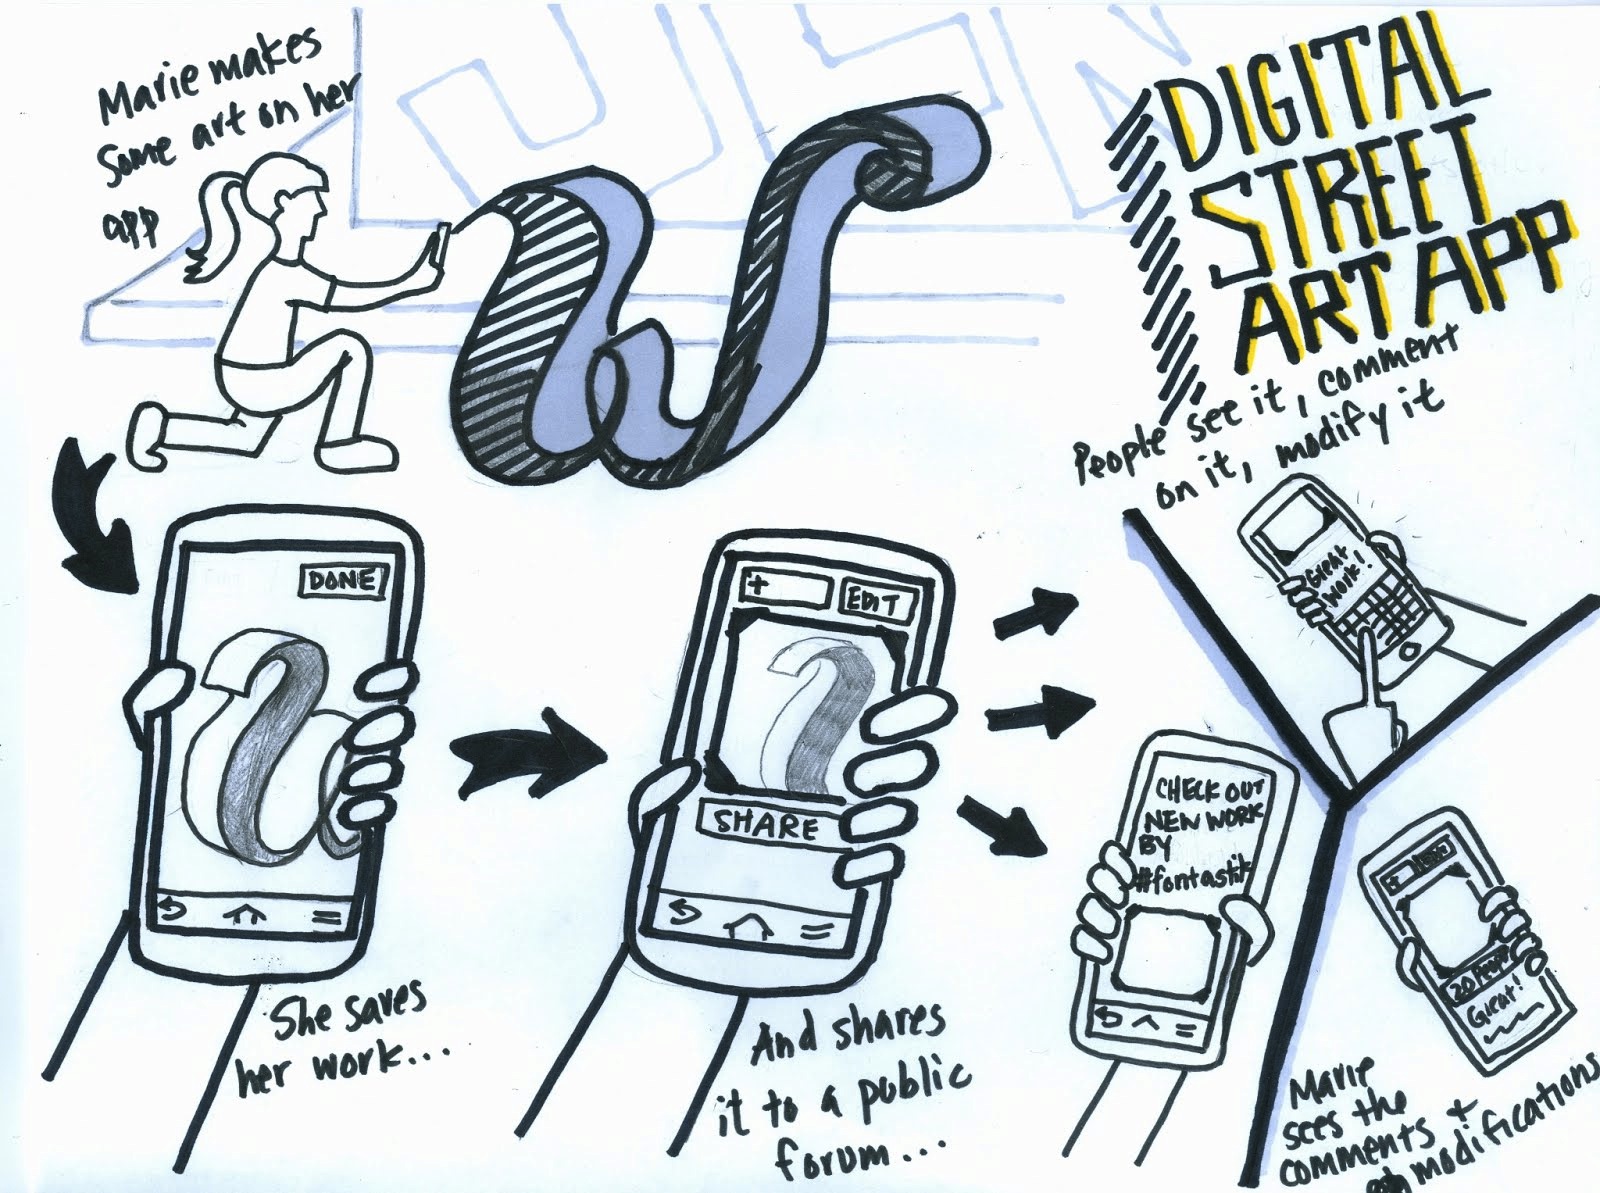 Marie makes
some art on her
app
JEN
DIGITAL
STREET
ART APP
People see it, comment
on it, modify it
Great
work!
DONE
+ EDIT
SHARE
She saves
her work...
And shares
it to a public
forum...
CHECK OUT
NEW WORK
BY
#fontastik
+
20 People
Great!
Marie
sees the
comments +
modifications